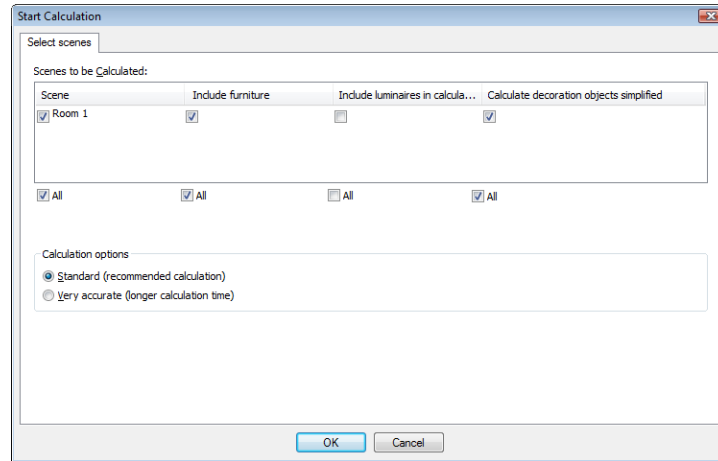 Start Calculation
Select scenes
Scenes to be Calculated:
Scene Include furniture Include luminaires in calcula... Calculate decoration objects simplified
Room 1
All All All All
Calculation options
Standard (recommended calculation)
Very accurate (longer calculation time)
OK Cancel